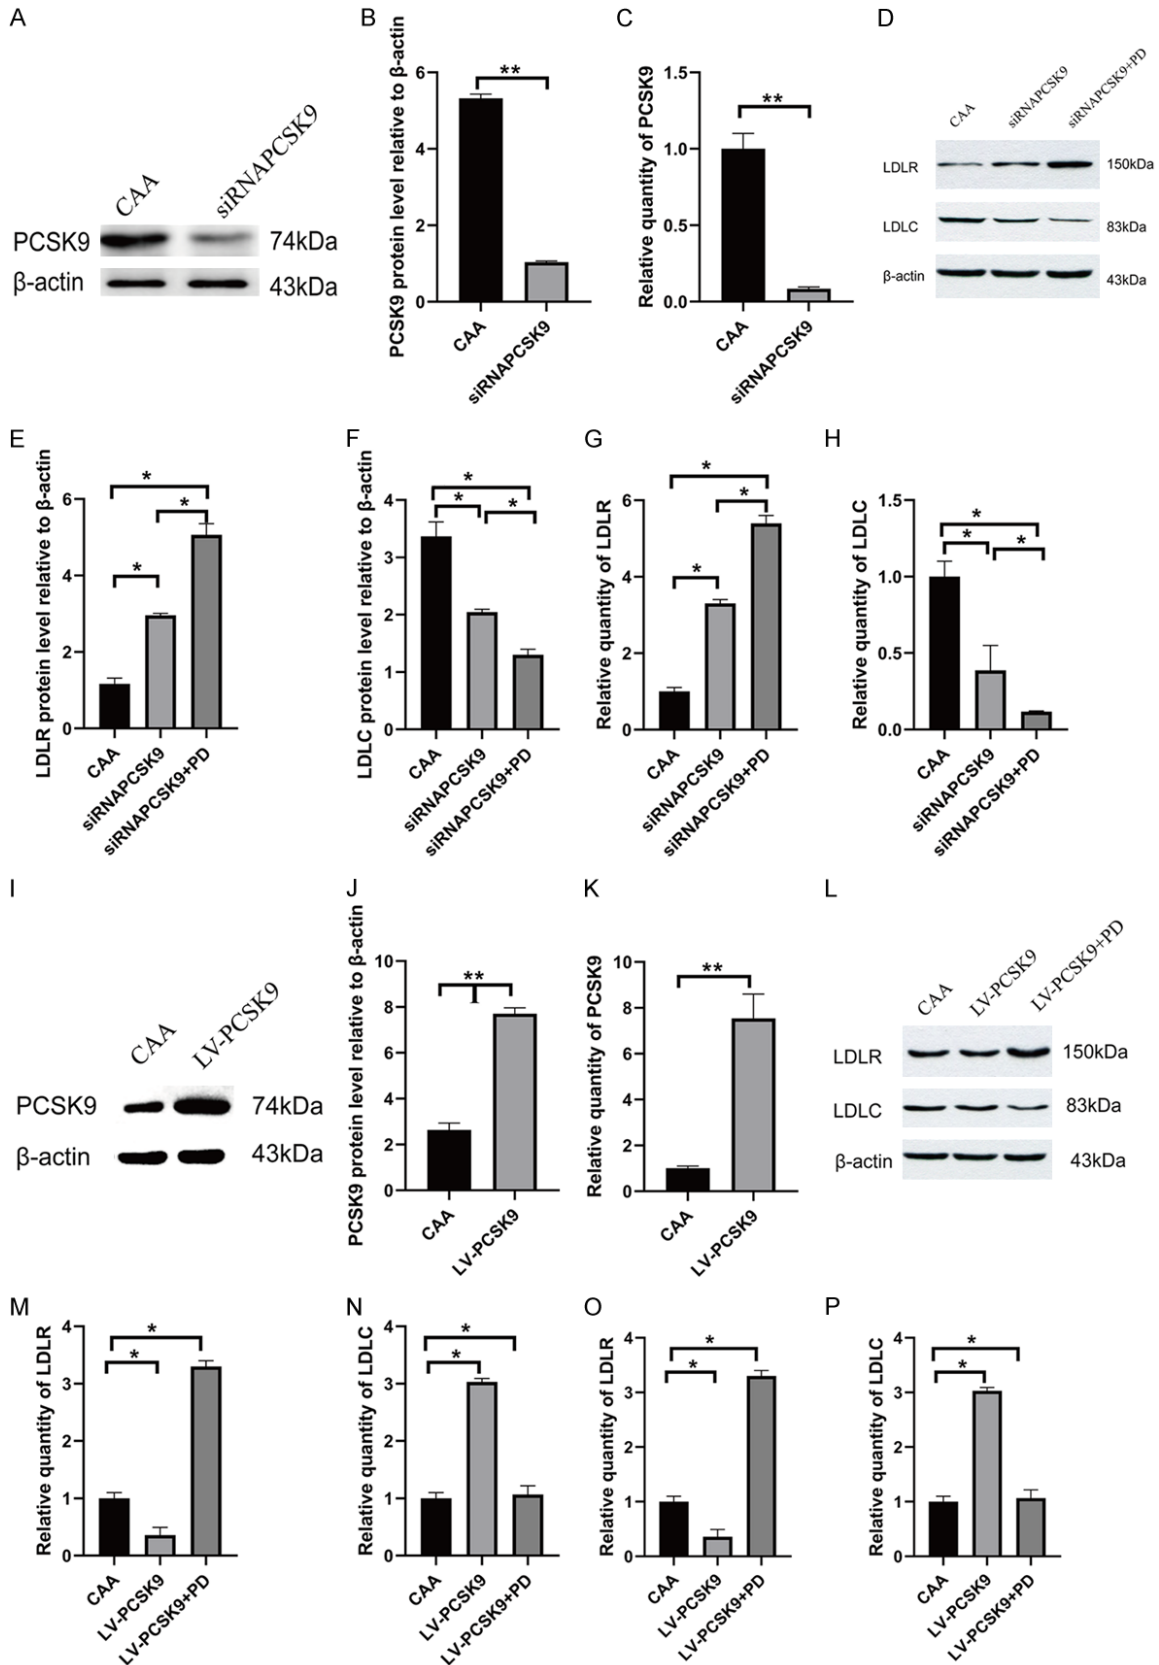 A
CAA
siRNAPCSK9
PCSK9
74kDa
β-actin
43kDa
B
PCSK9 protein level relative to β-actin
6
4
2
0
**
CAA
siRNAPCSK9
C
Relative quantity of PCSK9
1.5
1.0
0.5
0.0
**
CAA
siRNAPCSK9
D
CAA
siRNAPCSK9
siRNAPCSK9+PD
LDLR
150kDa
LDLC
83kDa
β-actin
43kDa
E
LDLR protein level relative to β-actin
6
4
2
0
*
*
*
CAA
siRNAPCSK9
siRNAPCSK9+PD
F
LDLC protein level relative to β-actin
4
3
2
1
0
*
*
*
CAA
siRNAPCSK9
siRNAPCSK9+PD
G
Relative quantity of LDLR
6
4
2
0
*
*
*
CAA
siRNAPCSK9
siRNAPCSK9+PD
H
Relative quantity of LDLC
1.5
1.0
0.5
0.0
*
*
*
CAA
siRNAPCSK9
siRNAPCSK9+PD
I
CAA
LV-PCSK9
PCSK9
74kDa
β-actin
43kDa
J
PCSK9 protein level relative to β-actin
10
8
6
4
2
0
**
CAA
LV-PCSK9
K
Relative quantity of PCSK9
10
8
6
4
2
0
**
CAA
LV-PCSK9
L
CAA
LV-PCSK9
LV-PCSK9+PD
LDLR
150kDa
LDLC
83kDa
β-actin
43kDa
M
Relative quantity of LDLR
4
3
2
1
0
*
*
CAA
LV-PCSK9
LV-PCSK9+PD
N
Relative quantity of LDLC
4
3
2
1
0
*
*
CAA
LV-PCSK9
LV-PCSK9+PD
O
Relative quantity of LDLR
4
3
2
1
0
*
*
CAA
LV-PCSK9
LV-PCSK9+PD
P
Relative quantity of LDLC
4
3
2
1
0
*
*
CAA
LV-PCSK9
LV-PCSK9+PD